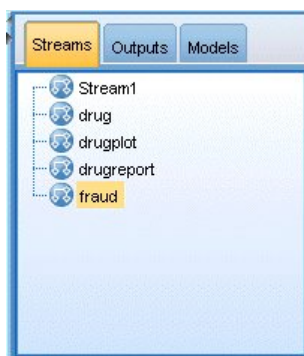 Streams Outputs Models
Stream1
drug
drugplot
drugreport
fraud